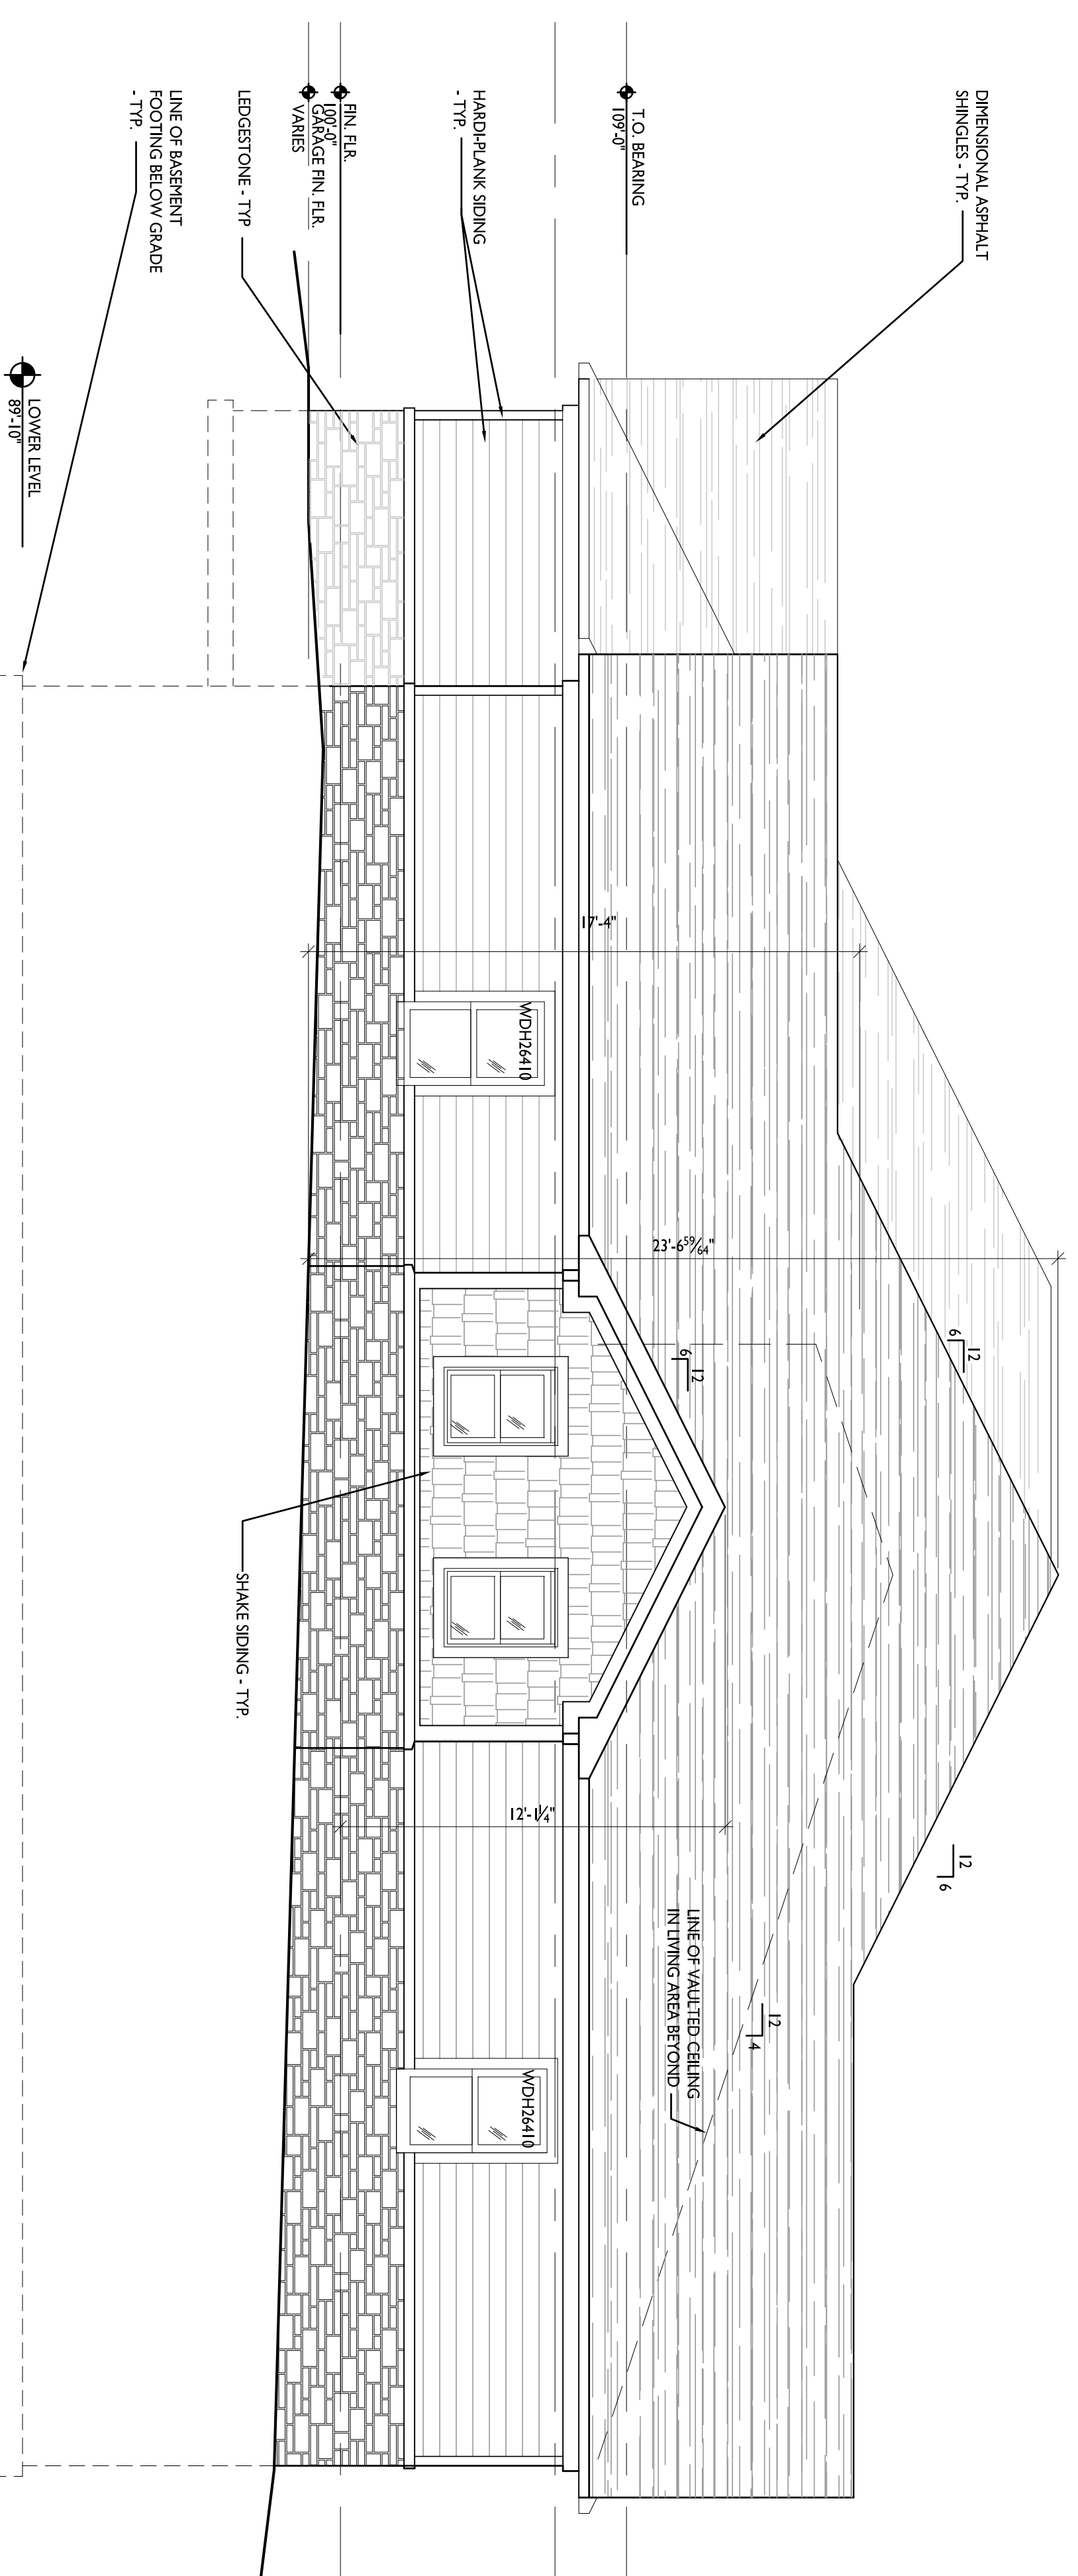 DIMENSIONAL ASPHALT
SHINGLES - TYP.
T.O. BEARING
109'-0"
HARDI-PLANK SIDING
- TYP.
FIN. FLR.
100'-0"
GARAGE FIN. FLR.
VARIES
LEDGESTONE - TYP
LINE OF BASEMENT
FOOTING BELOW GRADE
- TYP.
LOWER LEVEL
89'-10"
17'-4"
WDH26410
23'-6 59/64"
12
6
12
6
SHAKE SIDING - TYP.
12'-1 1/4"
12
6
LINE OF VAULTED CEILING
IN LIVING AREA BEYOND
12
4
WDH26410